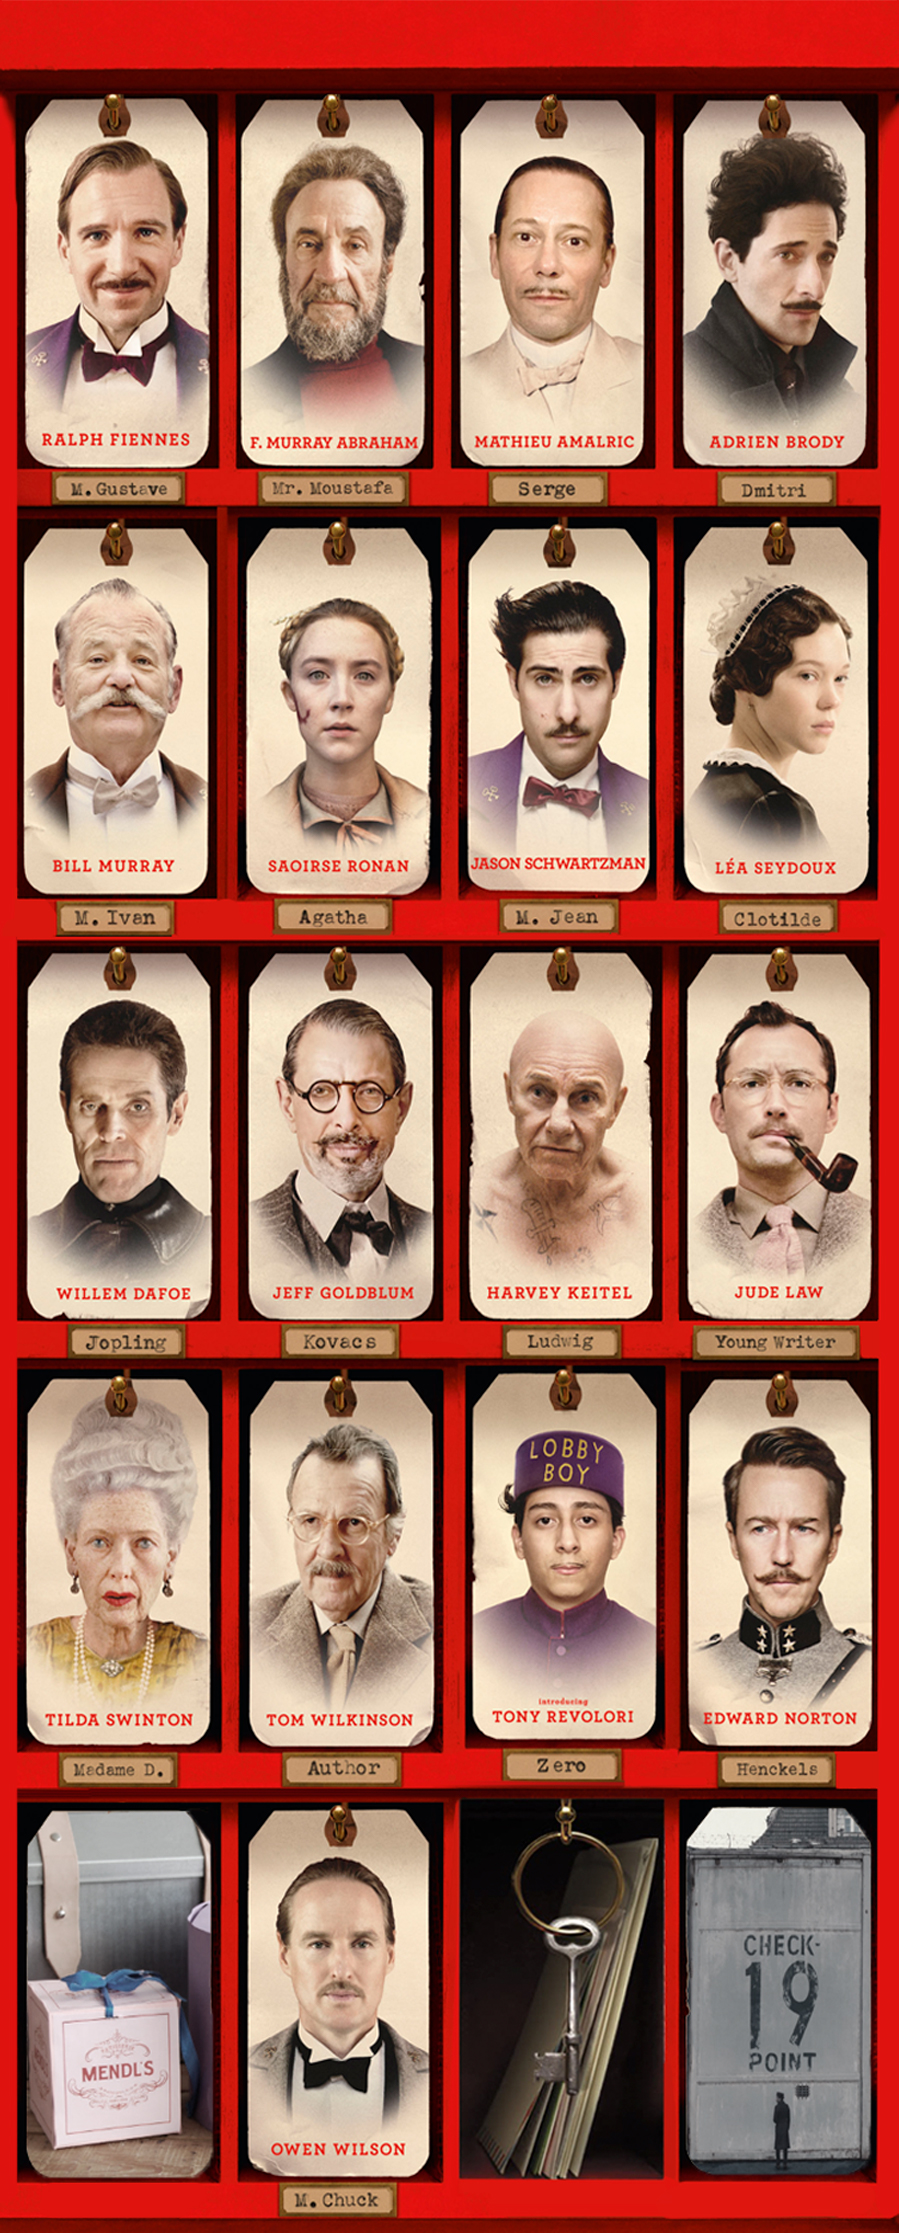 RALPH FIENNES
F. MURRAY ABRAHAM
MATHIEU AMALRIC
ADRIEN BRODY
M. Gustave
Mr. Moustafa
Serge
Dmitri
BILL MURRAY
SAOIRSE RONAN
JASON SCHWARTZMAN
LÉA SEYDOUX
M. Ivan
Agatha
M. Jean
Clotilde
WILLEM DAFOE
JEFF GOLDBLUM
HARVEY KEITEL
JUDE LAW
Jopling
Kovacs
Ludwig
Young Writer
LOBBY
BOY
TILDA SWINTON
TOM WILKINSON
introducing
TONY REVOLORI
EDWARD NORTON
Madame D.
Author
Zero
Henckels
MENDL'S
OWEN WILSON
CHECK-
19
POINT
M. Chuck